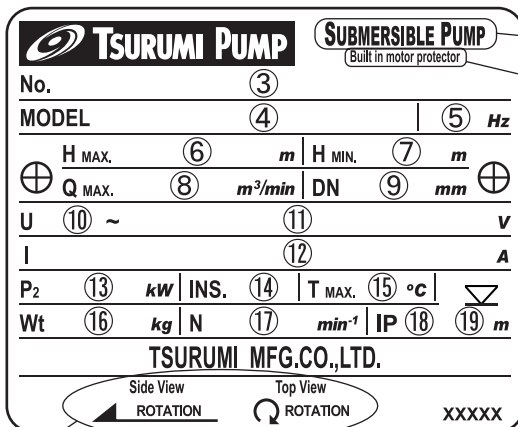 TSURUMI PUMP
SUBMERSIBLE PUMP
Built in motor protector
No. ③
MODEL ④ ⑤ Hz
H MAX. ⑥ m H MIN. ⑦ m
Q MAX. ⑧ m³/min DN ⑨ mm
U ⑩ ~ ⑪ V
I ⑫ A
P₂ ⑬ kW INS. ⑭ T MAX. ⑮ °C
Wt ⑯ kg N ⑰ min⁻¹ IP ⑱ ⑲ m
TSURUMI MFG.CO.,LTD.
Side View Top View
ROTATION ROTATION
XXXXX